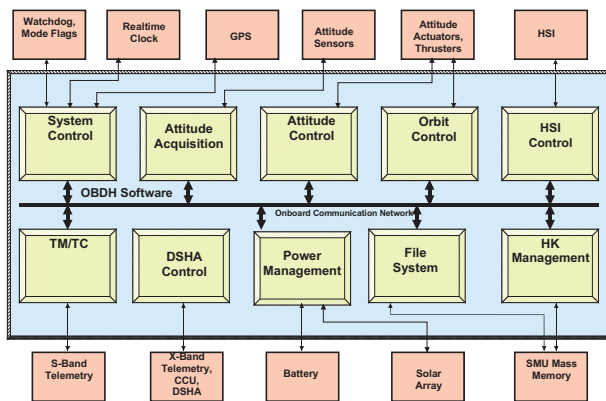 Watchdog,
Mode Flags
Realtime
Clock
GPS
Attitude
Sensors
Attitude
Actuators,
Thrusters
HSI
System
Control
Attitude
Acquisition
Attitude
Control
Orbit
Control
HSI
Control
OBDH Software
Onboard Communication Network
TM/TC
DSHA
Control
Power
Management
File
System
HK
Management
S-Band
Telemetry
X-Band
Telemetry,
CCU,
DSHA
Battery
Solar
Array
SMU Mass
Memory